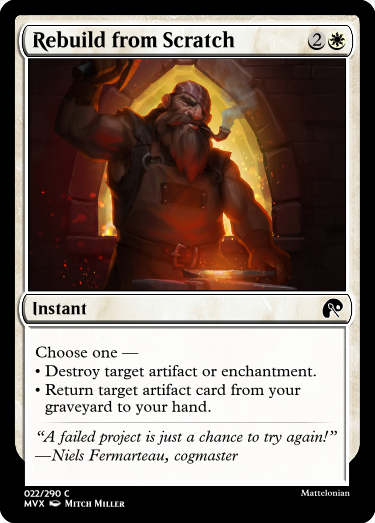 Rebuild from Scratch 2
Instant
Choose one —
• Destroy target artifact or enchantment.
• Return target artifact card from your
graveyard to your hand.
“A failed project is just a chance to try again!”
—Niels Fermarteau, cogmaster
022/290 C
MVX Mitch Miller
Mattelonian